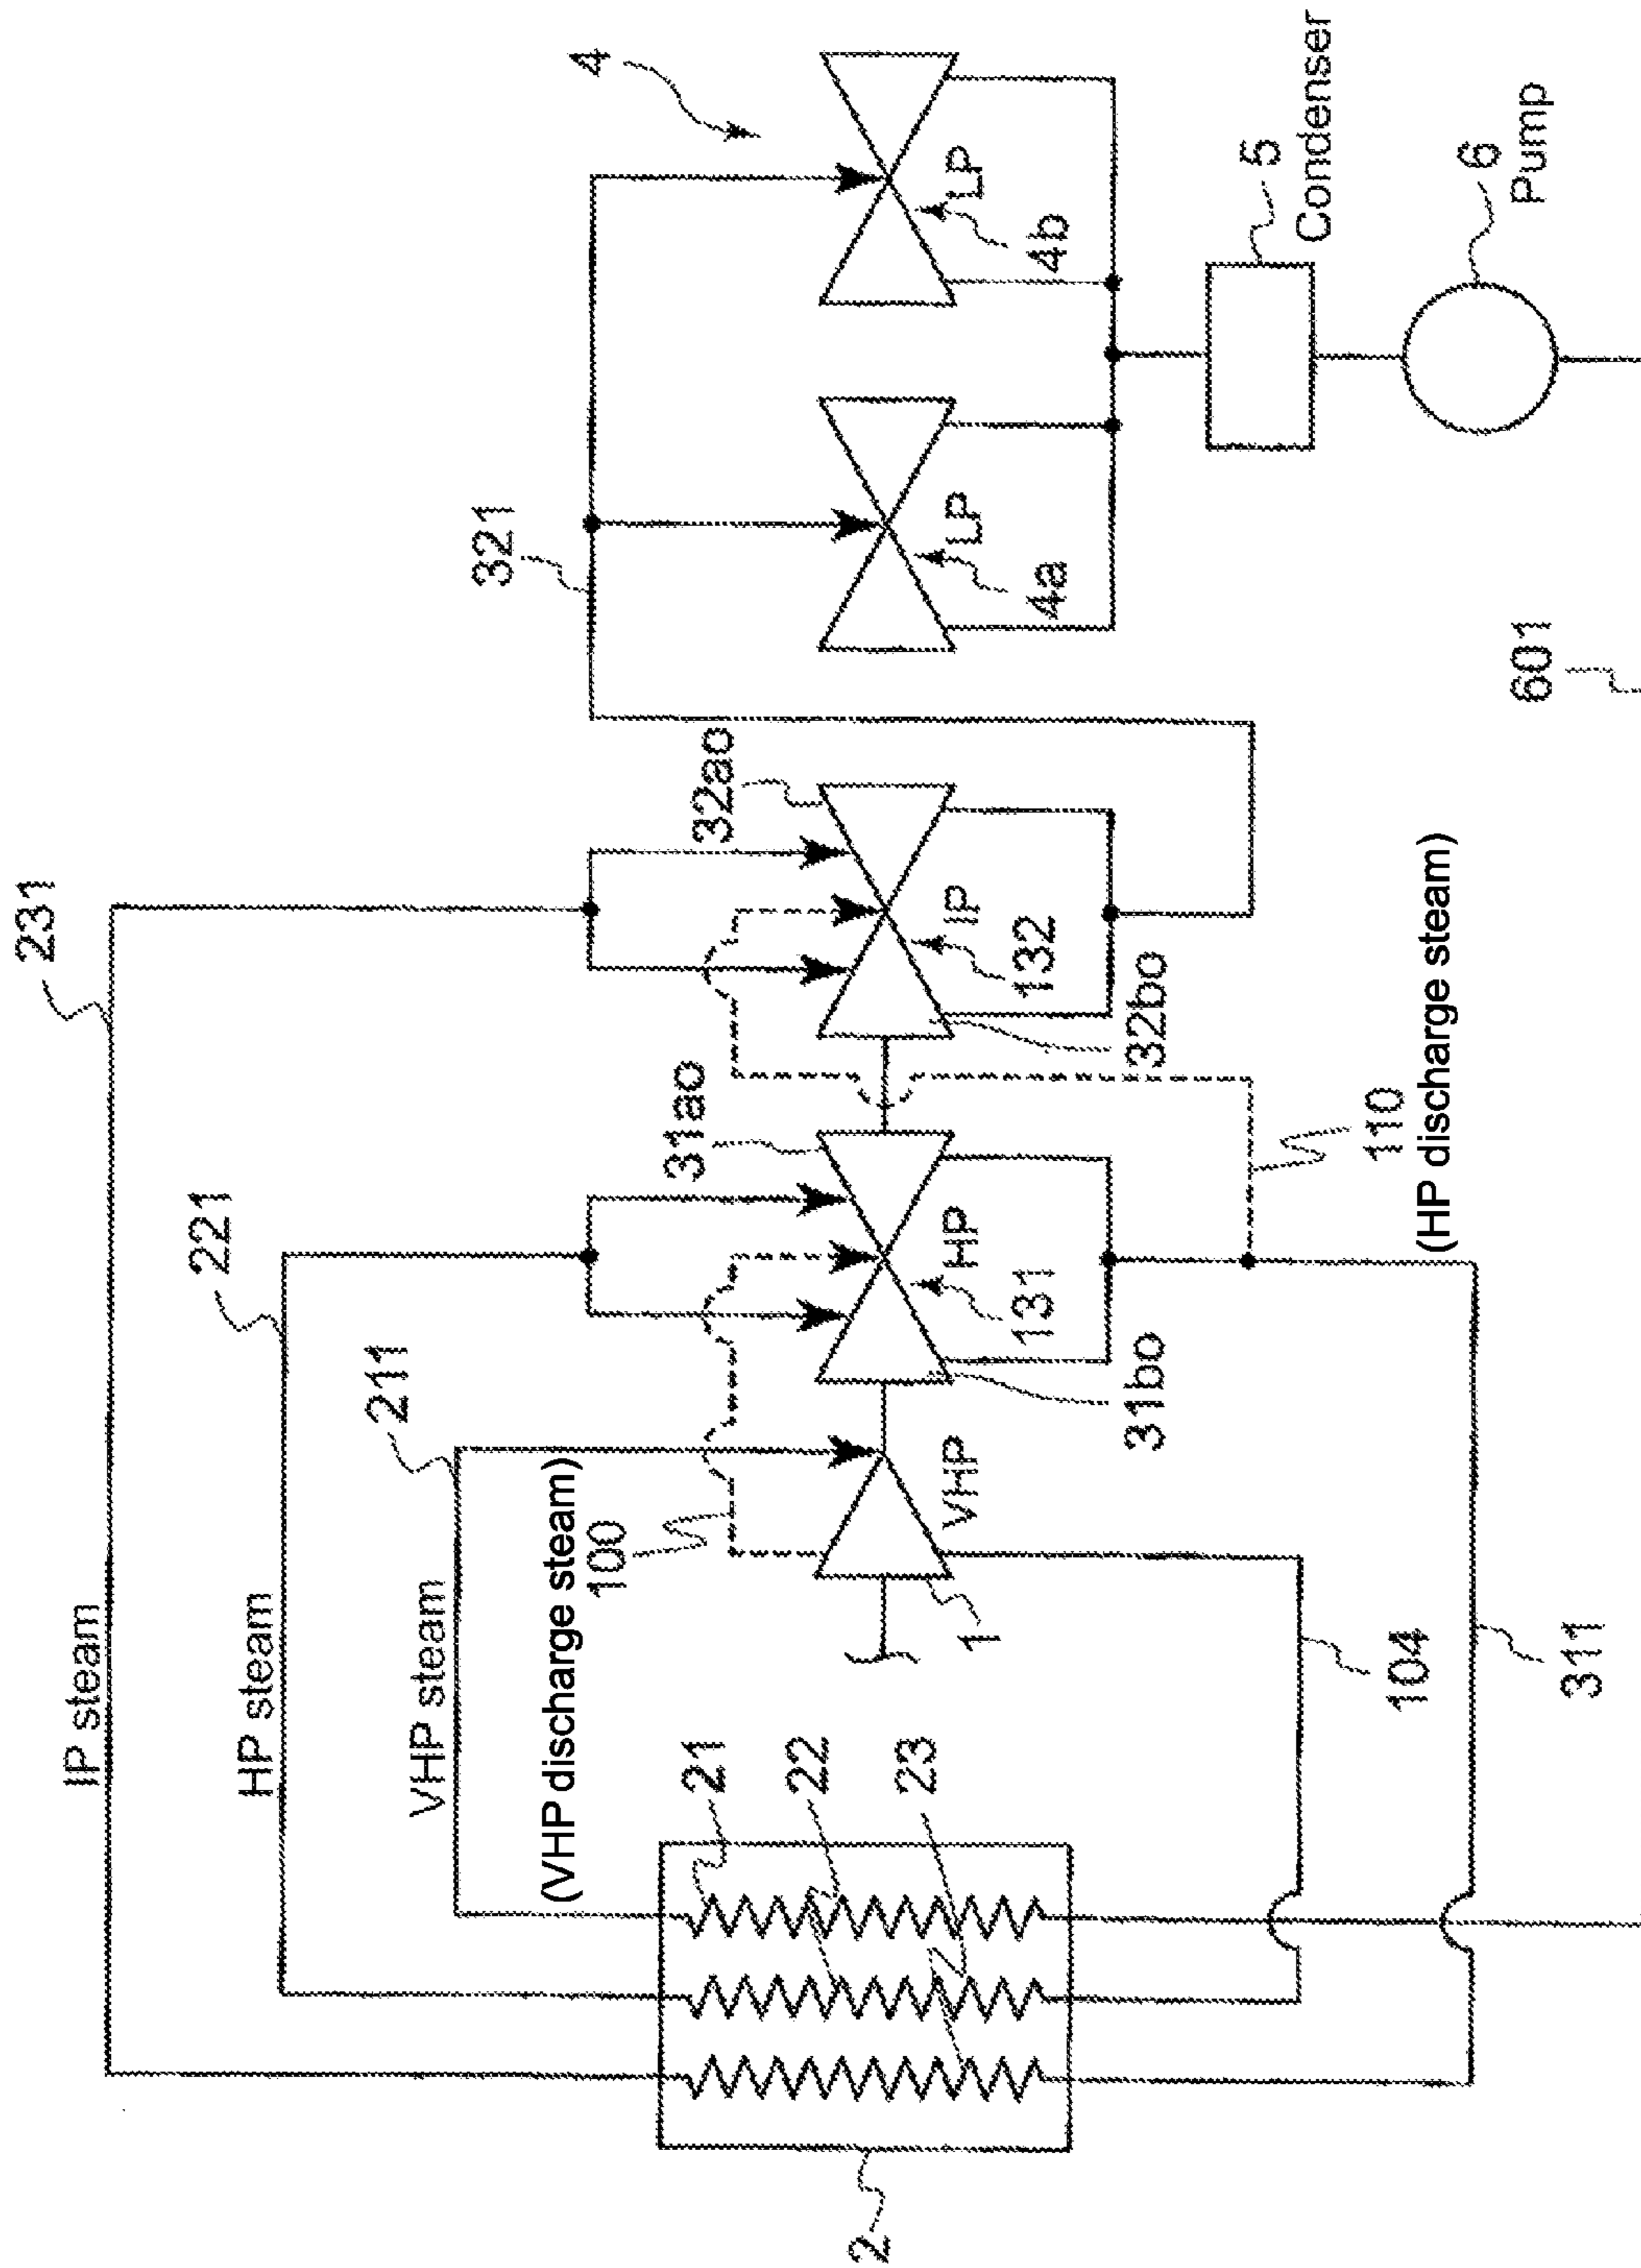 IP steam
231
HP steam
221
VHP steam
211
(VHP discharge steam)
100
321
4
21
22
23
2
31ao
32ao
VHP
1
HP
131
31bo
IP
132
32bo
LP
4a
LP
4b
5
Condenser
6
Pump
104
311
110
(HP discharge steam)
601